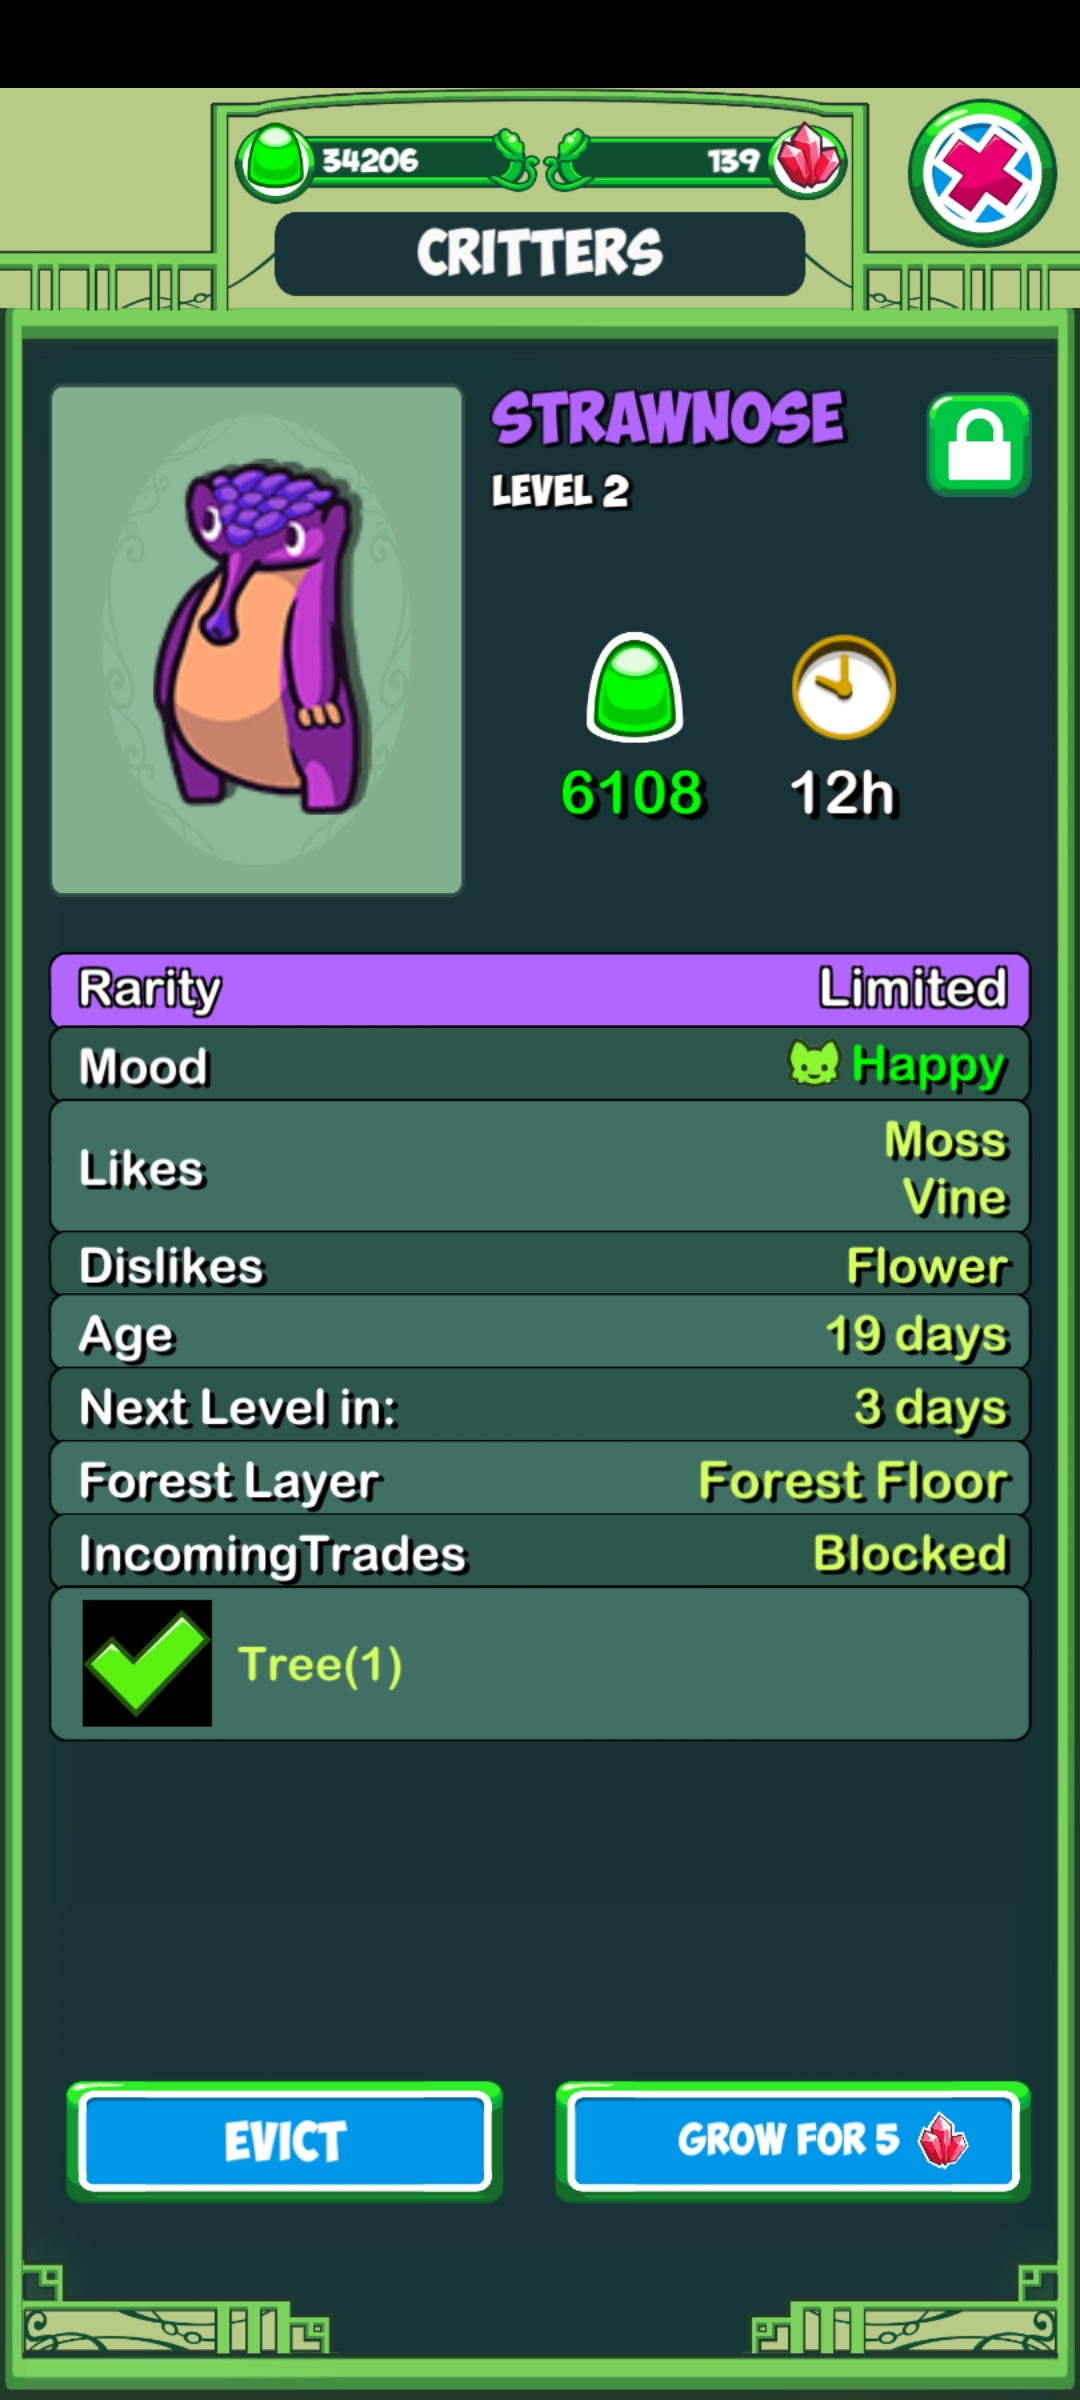 34206
139
CRITTERS
STRAWNOSE
LEVEL 2
6108
12h
Rarity Limited
Mood Happy
Likes Moss
Vine
Dislikes Flower
Age 19 days
Next Level in: 3 days
Forest Layer Forest Floor
IncomingTrades Blocked
Tree(1)
EVICT
GROW FOR 5